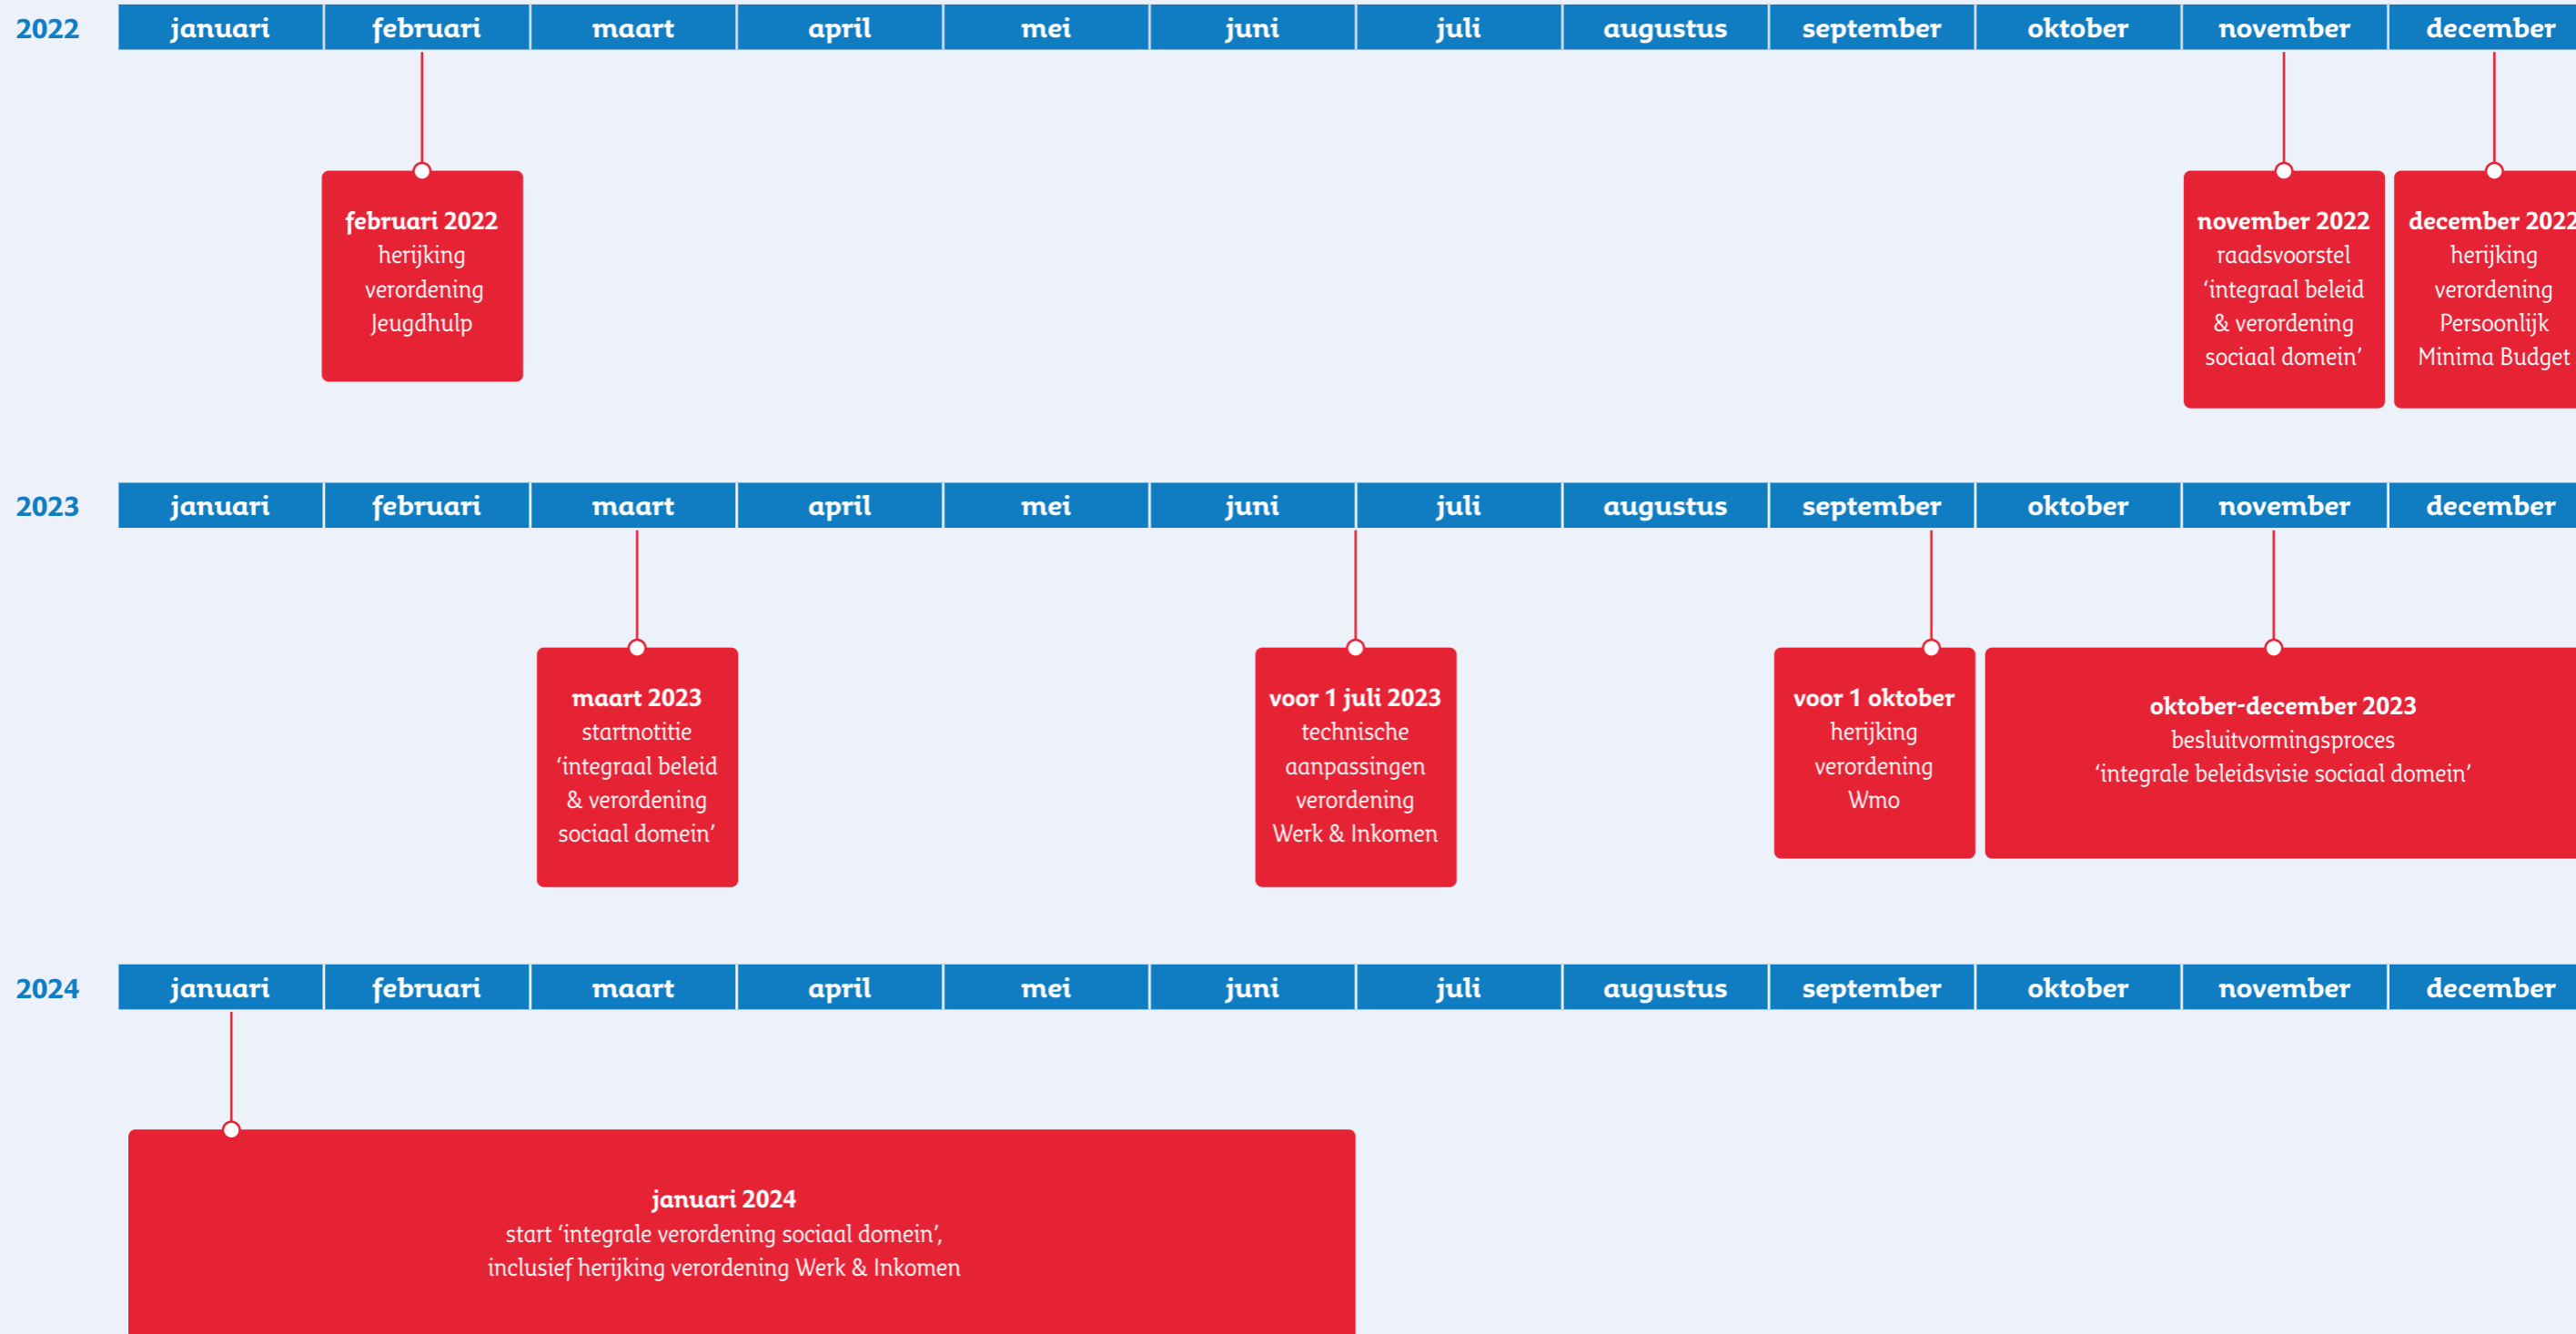 2022 januari februari maart april mei juni juli augustus september oktober november december
februari 2022
herijking
verordening
Jeugdhulp
november 2022
raadsvoorstel
‘integraal beleid
& verordening
sociaal domein’
december 2022
herijking
verordening
Persoonlijk
Minima Budget
2023 januari februari maart april mei juni juli augustus september oktober november december
maart 2023
startnotitie
‘integraal beleid
& verordening
sociaal domein’
voor 1 juli 2023
technische
aanpassingen
verordening
Werk & Inkomen
voor 1 oktober
herijking
verordening
Wmo
oktober-december 2023
besluitvormingsproces
‘integrale beleidsvisie sociaal domein’
2024 januari februari maart april mei juni juli augustus september oktober november december
januari 2024
start ‘integrale verordening sociaal domein’,
inclusief herijking verordening Werk & Inkomen